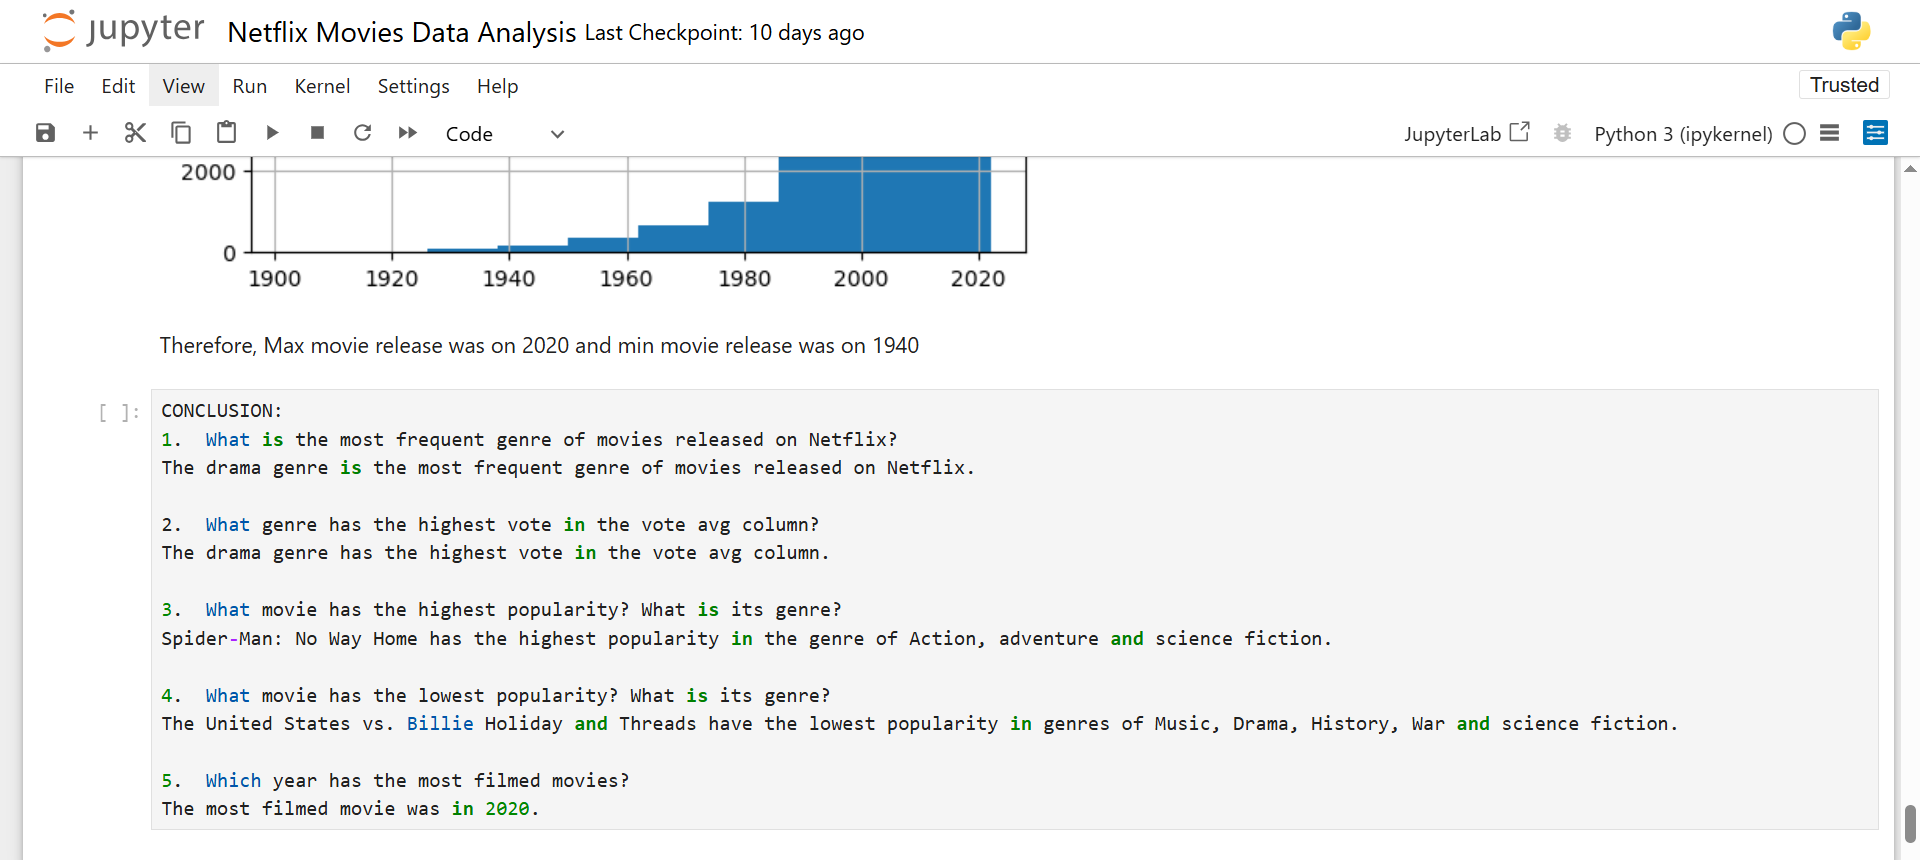 jupyter Netflix Movies Data Analysis Last Checkpoint: 10 days ago
File Edit View Run Kernel Settings Help Trusted
Code JupyterLab Python 3 (ipykernel)
2000
0
1900 1920 1940 1960 1980 2000 2020
Therefore, Max movie release was on 2020 and min movie release was on 1940
[ ]: CONCLUSION:
1. What is the most frequent genre of movies released on Netflix?
The drama genre is the most frequent genre of movies released on Netflix.
2. What genre has the highest vote in the vote avg column?
The drama genre has the highest vote in the vote avg column.
3. What movie has the highest popularity? What is its genre?
Spider-Man: No Way Home has the highest popularity in the genre of Action, adventure and science fiction.
4. What movie has the lowest popularity? What is its genre?
The United States vs. Billie Holiday and Threads have the lowest popularity in genres of Music, Drama, History, War and science fiction.
5. Which year has the most filmed movies?
The most filmed movie was in 2020.